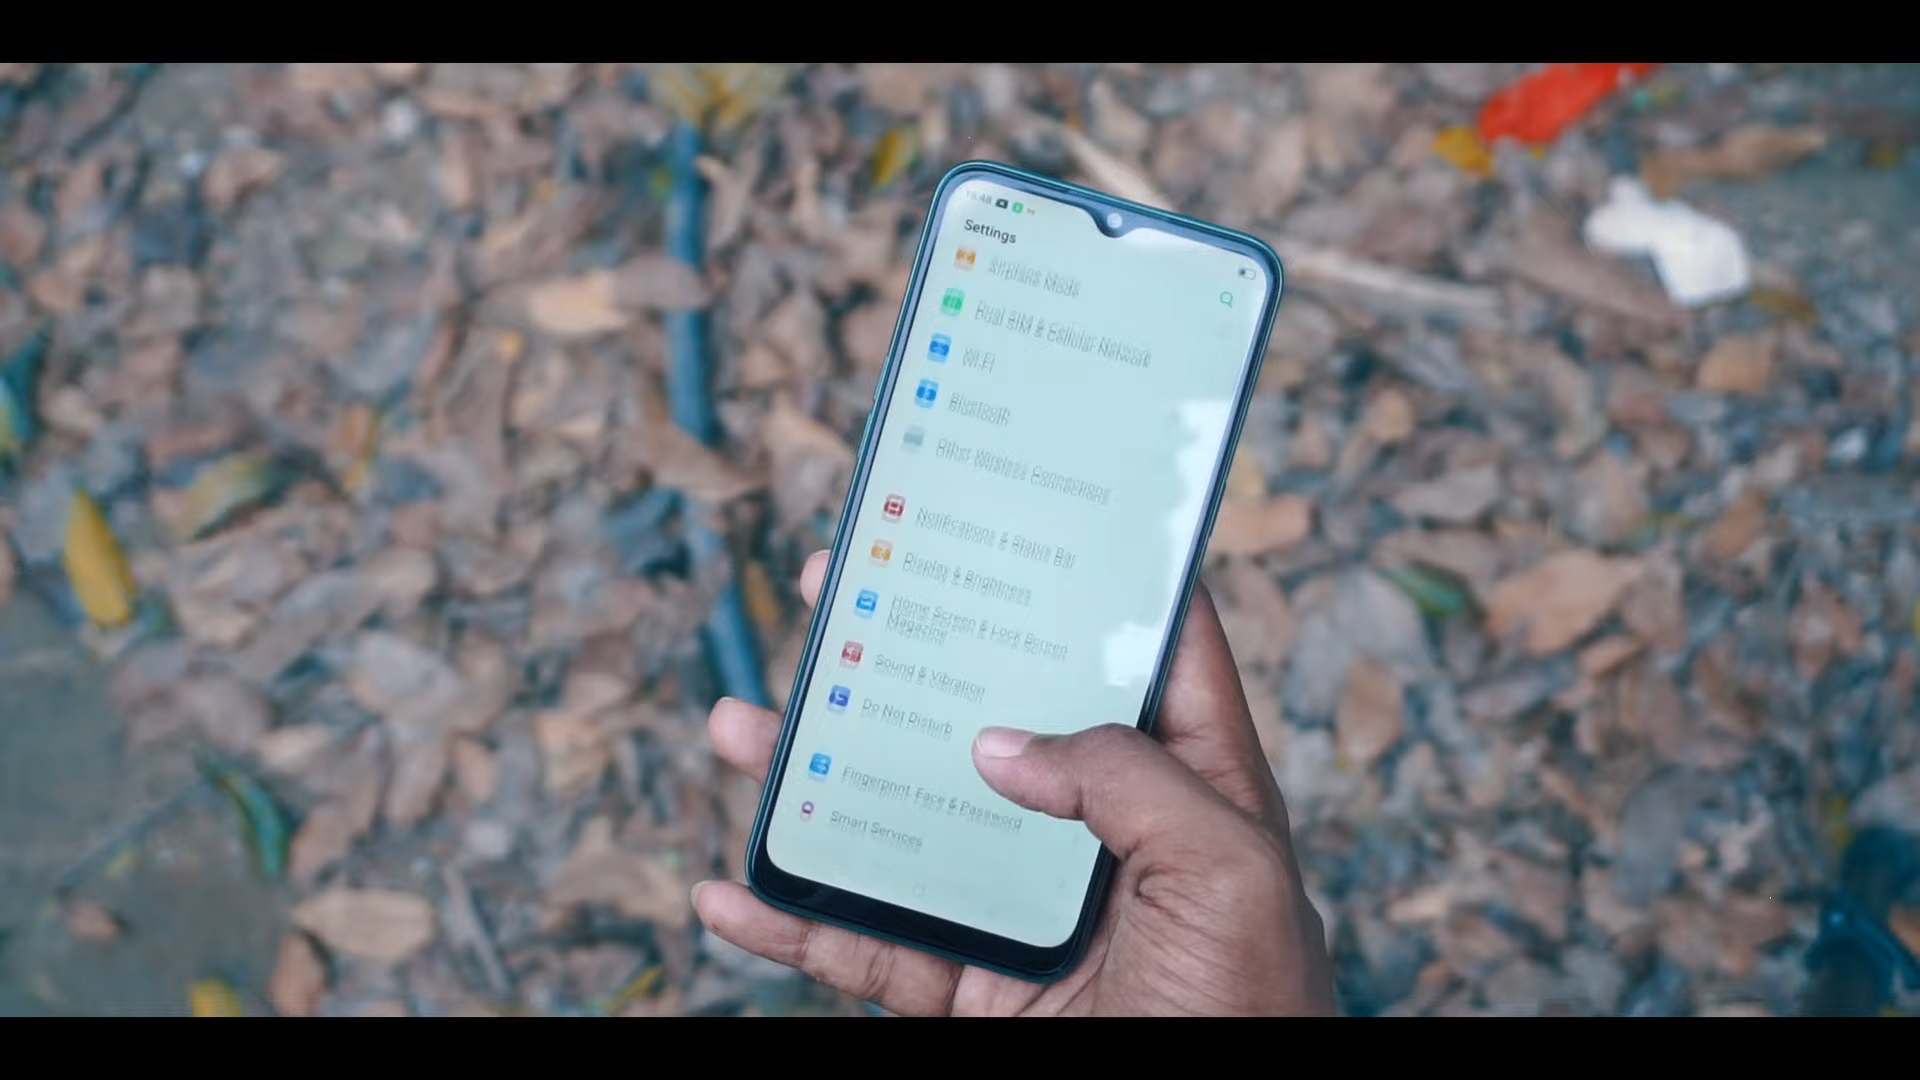 Settings
Airplane Mode
Dual SIM & Cellular Network
Wi-Fi
Bluetooth
Other Wireless Connections
Notifications & Status Bar
Display & Brightness
Home Screen & Lock Screen
Magazine
Sound & Vibration
Do Not Disturb
Fingerprint, Face & Password
Smart Services